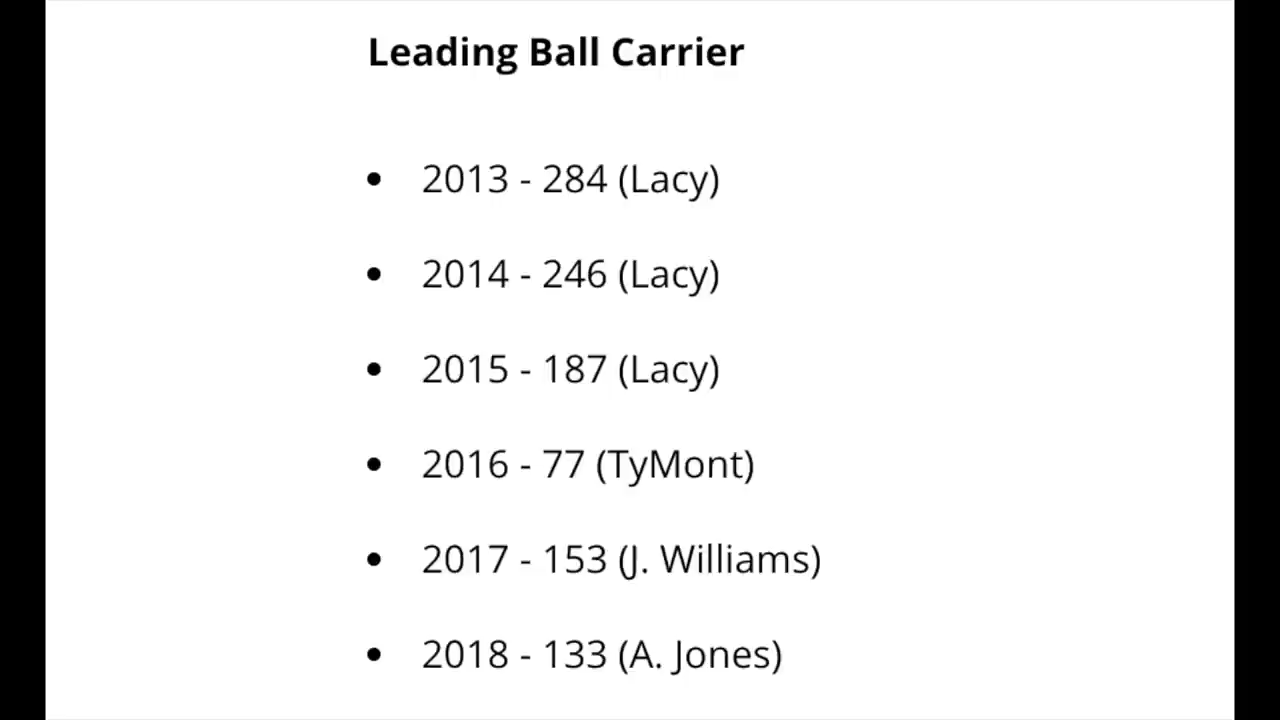 Leading Ball Carrier
• 2013 - 284 (Lacy)
• 2014 - 246 (Lacy)
• 2015 - 187 (Lacy)
• 2016 - 77 (TyMont)
• 2017 - 153 (J. Williams)
• 2018 - 133 (A. Jones)